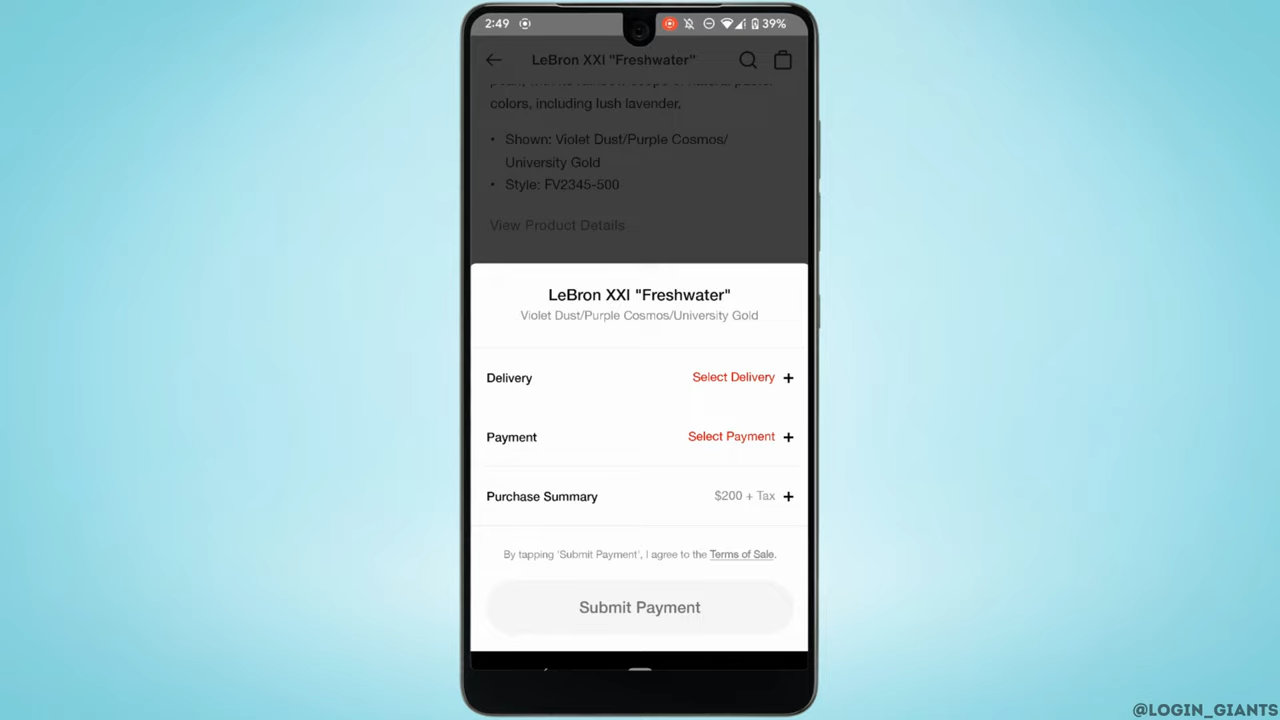 2:49
39%
LeBron XXI "Freshwater"
colors, including lush lavender,
• Shown: Violet Dust/Purple Cosmos/
University Gold
• Style: FV2345-500
View Product Details
LeBron XXI "Freshwater"
Violet Dust/Purple Cosmos/University Gold
Delivery Select Delivery +
Payment Select Payment +
Purchase Summary $200 + Tax +
By tapping 'Submit Payment', I agree to the Terms of Sale.
Submit Payment
@LOGIN_GIANTS